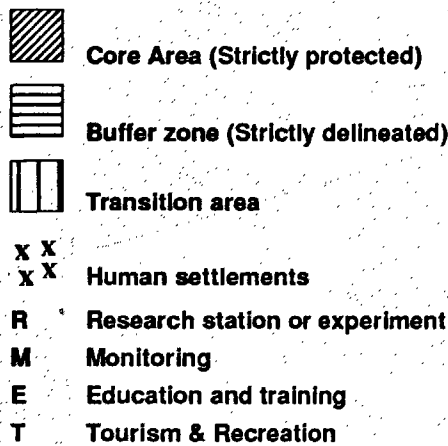 Core Area (Strictly protected)
Buffer zone (Strictly delineated)
Transition area
x x
x x
Human settlements
R Research station or experiment
M Monitoring
E Education and training
T Tourism & Recreation